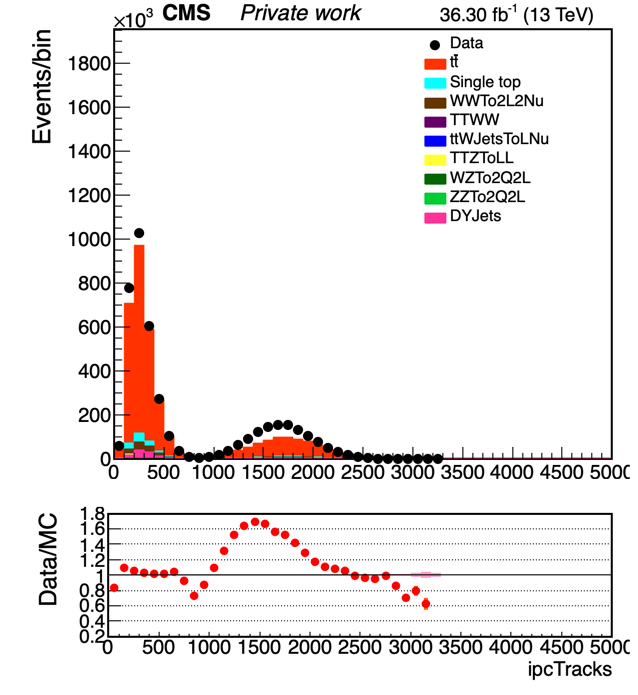 ×10³ CMS Private work 36.30 fb⁻¹ (13 TeV)
Events/bin
1800
1600
1400
1200
1000
800
600
400
200
0
Data
tt̄
Single top
WWTo2L2Nu
TTWW
ttWJetsToLNu
TTZToLL
WZTo2Q2L
ZZTo2Q2L
DYJets
0 500 1000 1500 2000 2500 3000 3500 4000 4500 5000
Data/MC
1.8
1.6
1.4
1.2
1
0.8
0.6
0.4
0.2
0 500 1000 1500 2000 2500 3000 3500 4000 4500 5000
ipcTracks